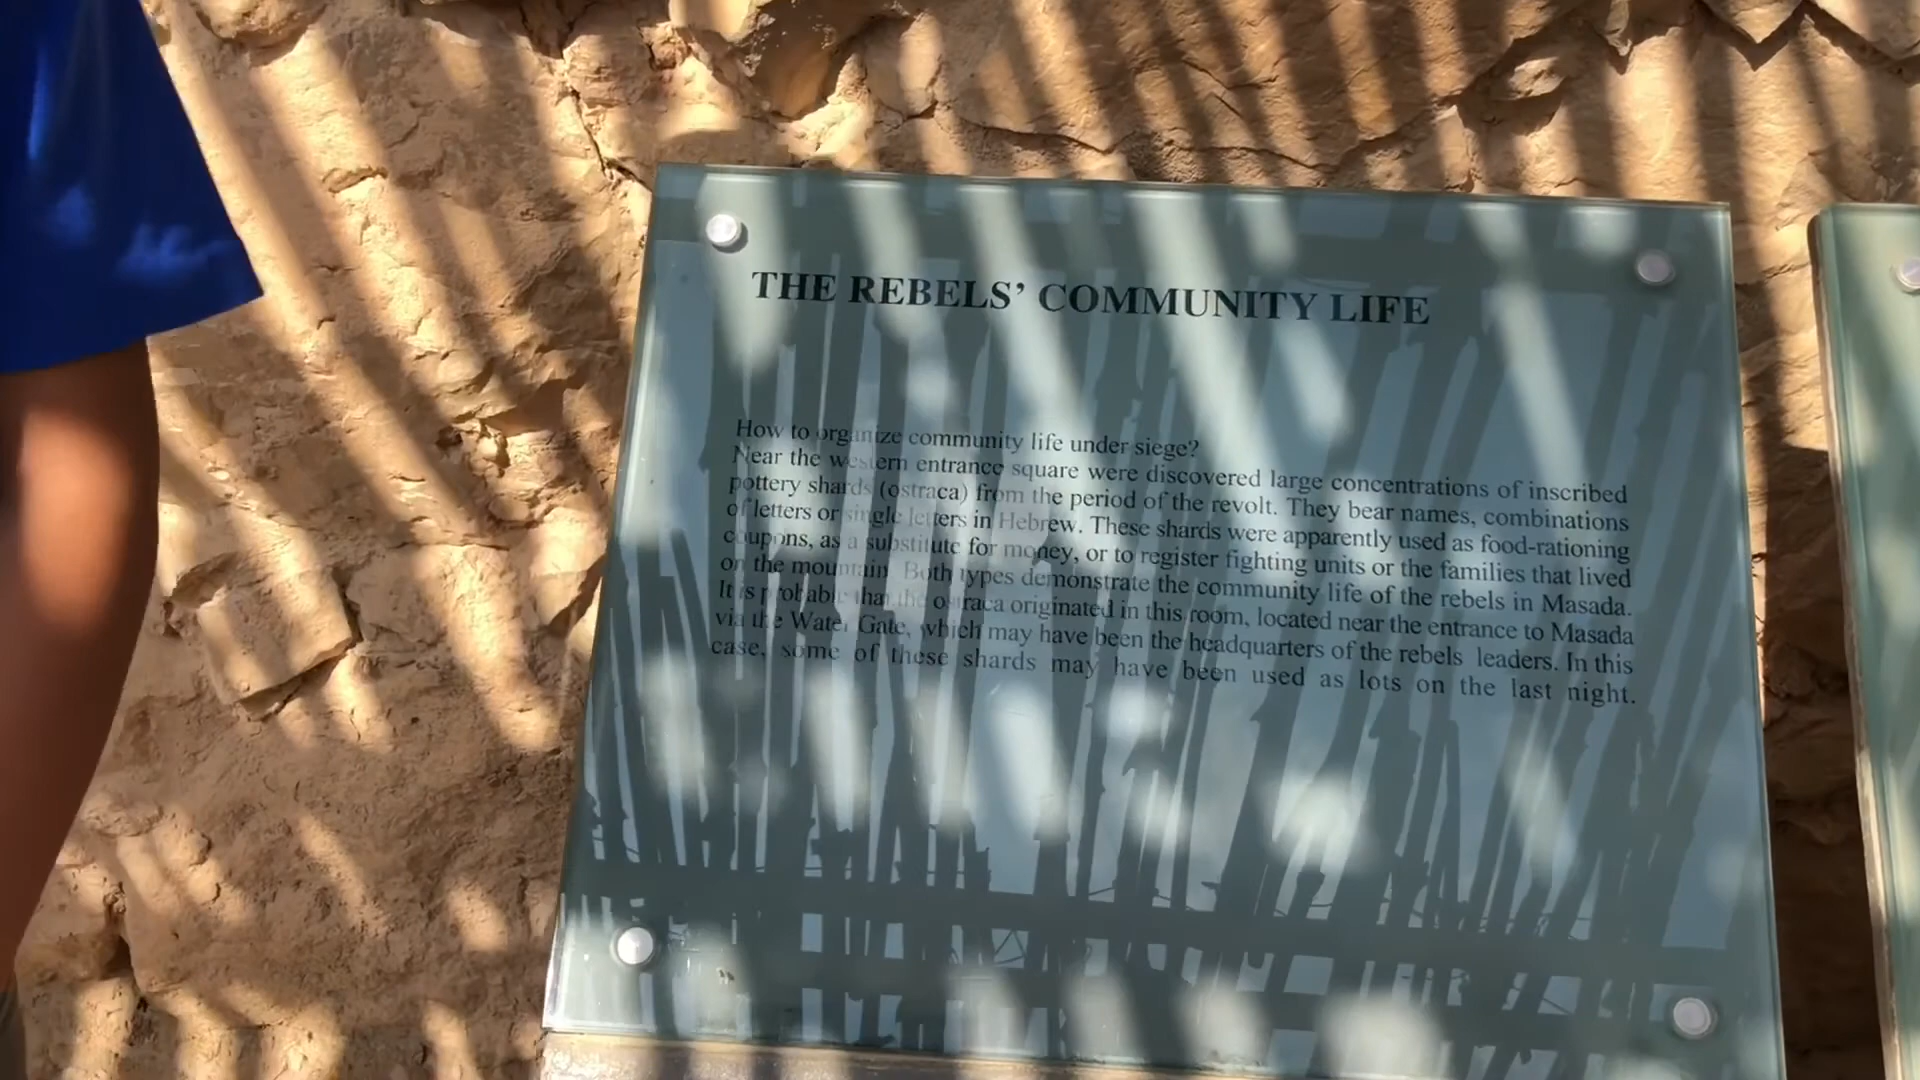 THE REBELS’ COMMUNITY LIFE
How to organize community life under siege?
Near the western entrance square were discovered large concentrations of inscribed
pottery shards (ostraca) from the period of the revolt. They bear names, combinations
of letters or single letters in Hebrew. These shards were apparently used as food-rationing
coupons, as a substitute for money, or to register fighting units or the families that lived
on the mountain. Both types demonstrate the community life of the rebels in Masada.
It is probable that the ostraca originated in this room, located near the entrance to Masada
via the Water Gate, which may have been the headquarters of the rebels leaders. In this
case, some of these shards may have been used as lots on the last night.